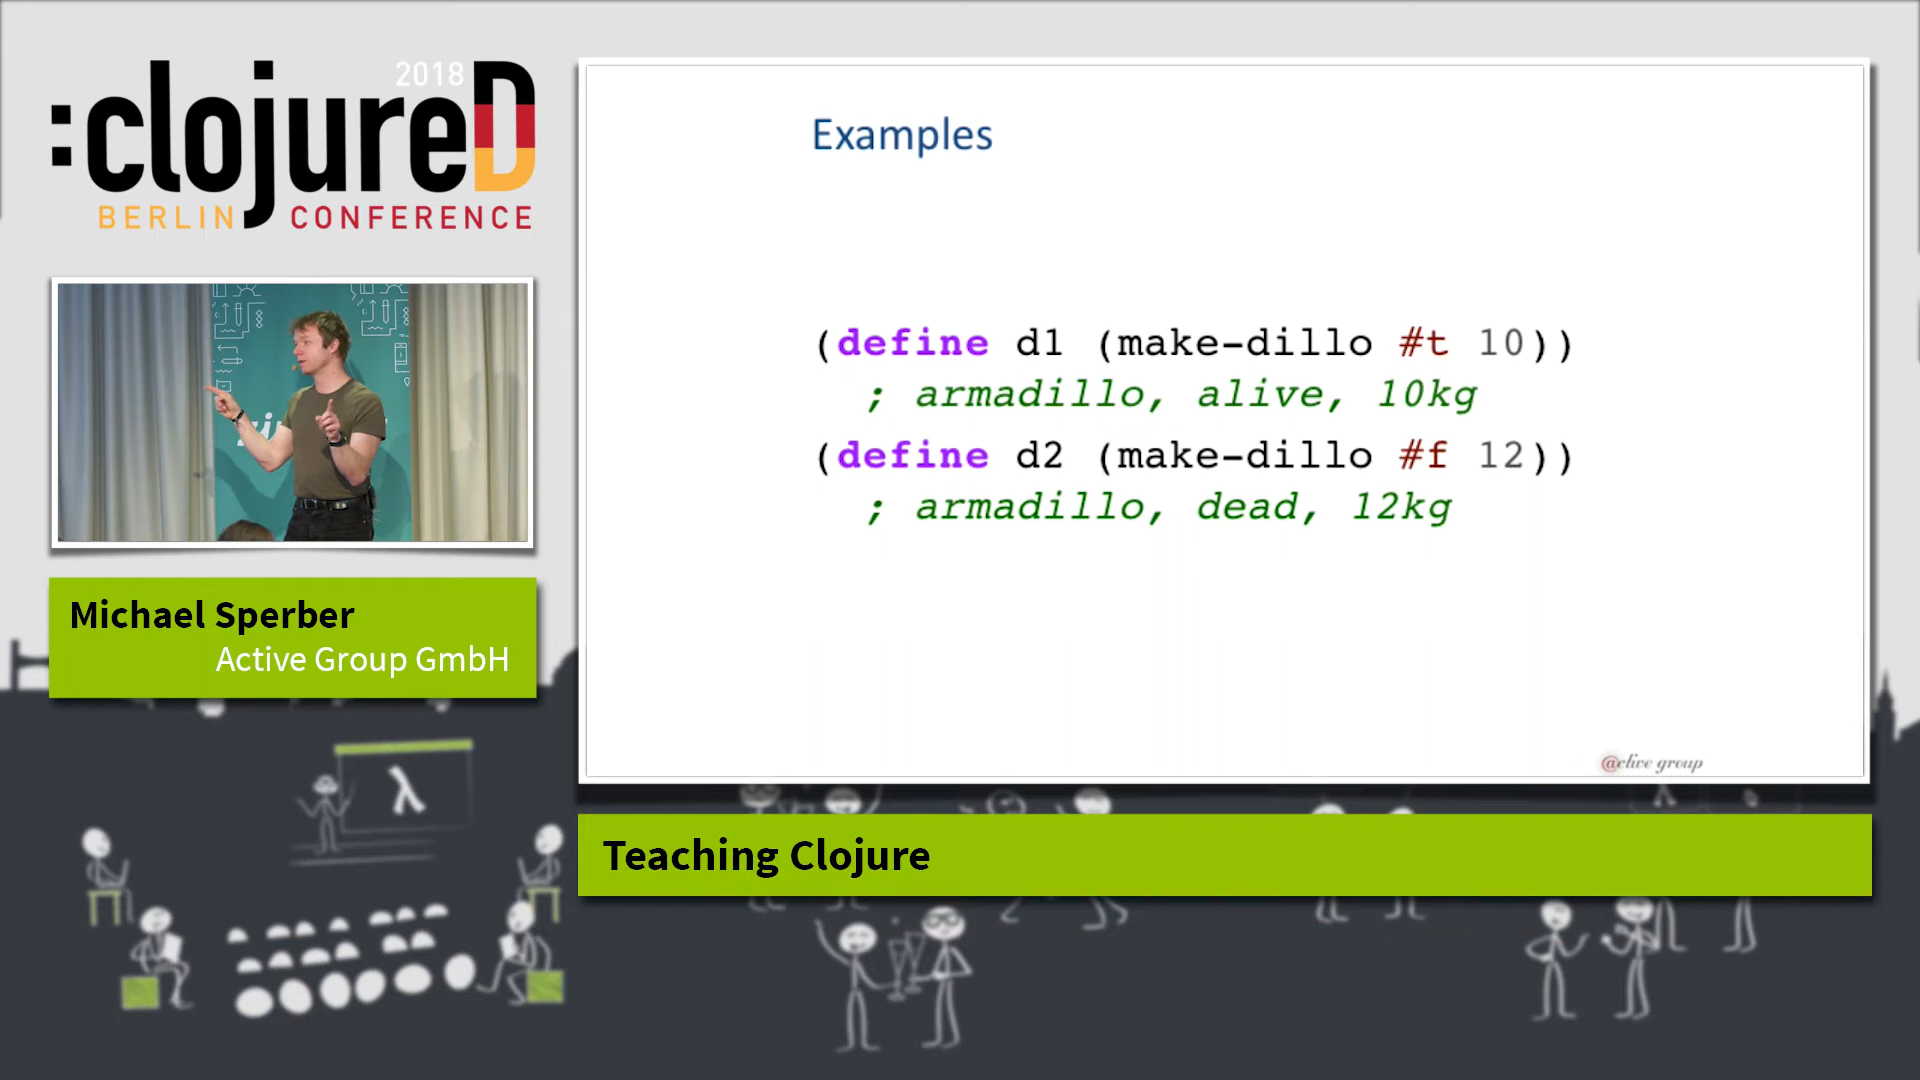 2018
:clojureD
BERLIN CONFERENCE
Michael Sperber
Active Group GmbH
λ
Examples
(define d1 (make-dillo #t 10))
; armadillo, alive, 10kg
(define d2 (make-dillo #f 12))
; armadillo, dead, 12kg
@ctive group
Teaching Clojure